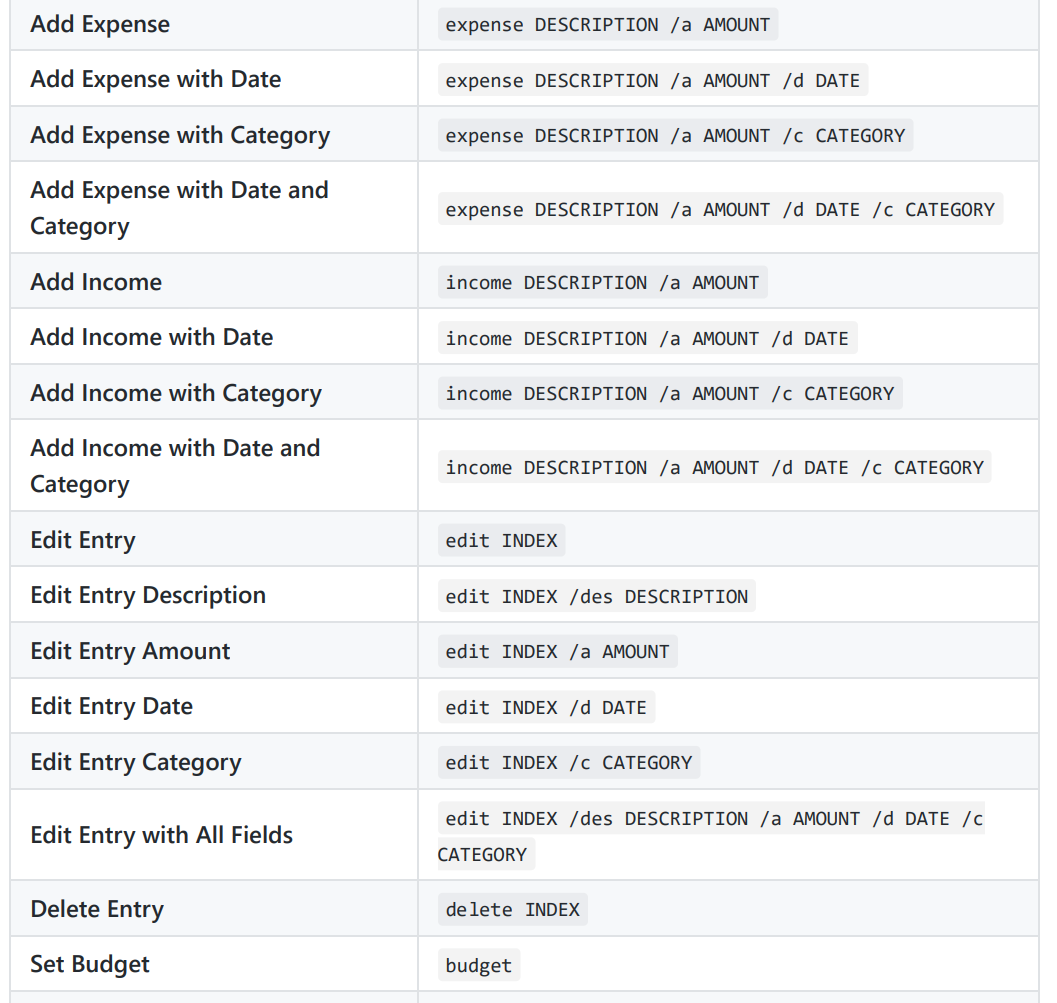 Add Expense
expense DESCRIPTION /a AMOUNT
Add Expense with Date
expense DESCRIPTION /a AMOUNT /d DATE
Add Expense with Category
expense DESCRIPTION /a AMOUNT /c CATEGORY
Add Expense with Date and
Category
expense DESCRIPTION /a AMOUNT /d DATE /c CATEGORY
Add Income
income DESCRIPTION /a AMOUNT
Add Income with Date
income DESCRIPTION /a AMOUNT /d DATE
Add Income with Category
income DESCRIPTION /a AMOUNT /c CATEGORY
Add Income with Date and
Category
income DESCRIPTION /a AMOUNT /d DATE /c CATEGORY
Edit Entry
edit INDEX
Edit Entry Description
edit INDEX /des DESCRIPTION
Edit Entry Amount
edit INDEX /a AMOUNT
Edit Entry Date
edit INDEX /d DATE
Edit Entry Category
edit INDEX /c CATEGORY
Edit Entry with All Fields
edit INDEX /des DESCRIPTION /a AMOUNT /d DATE /c
CATEGORY
Delete Entry
delete INDEX
Set Budget
budget